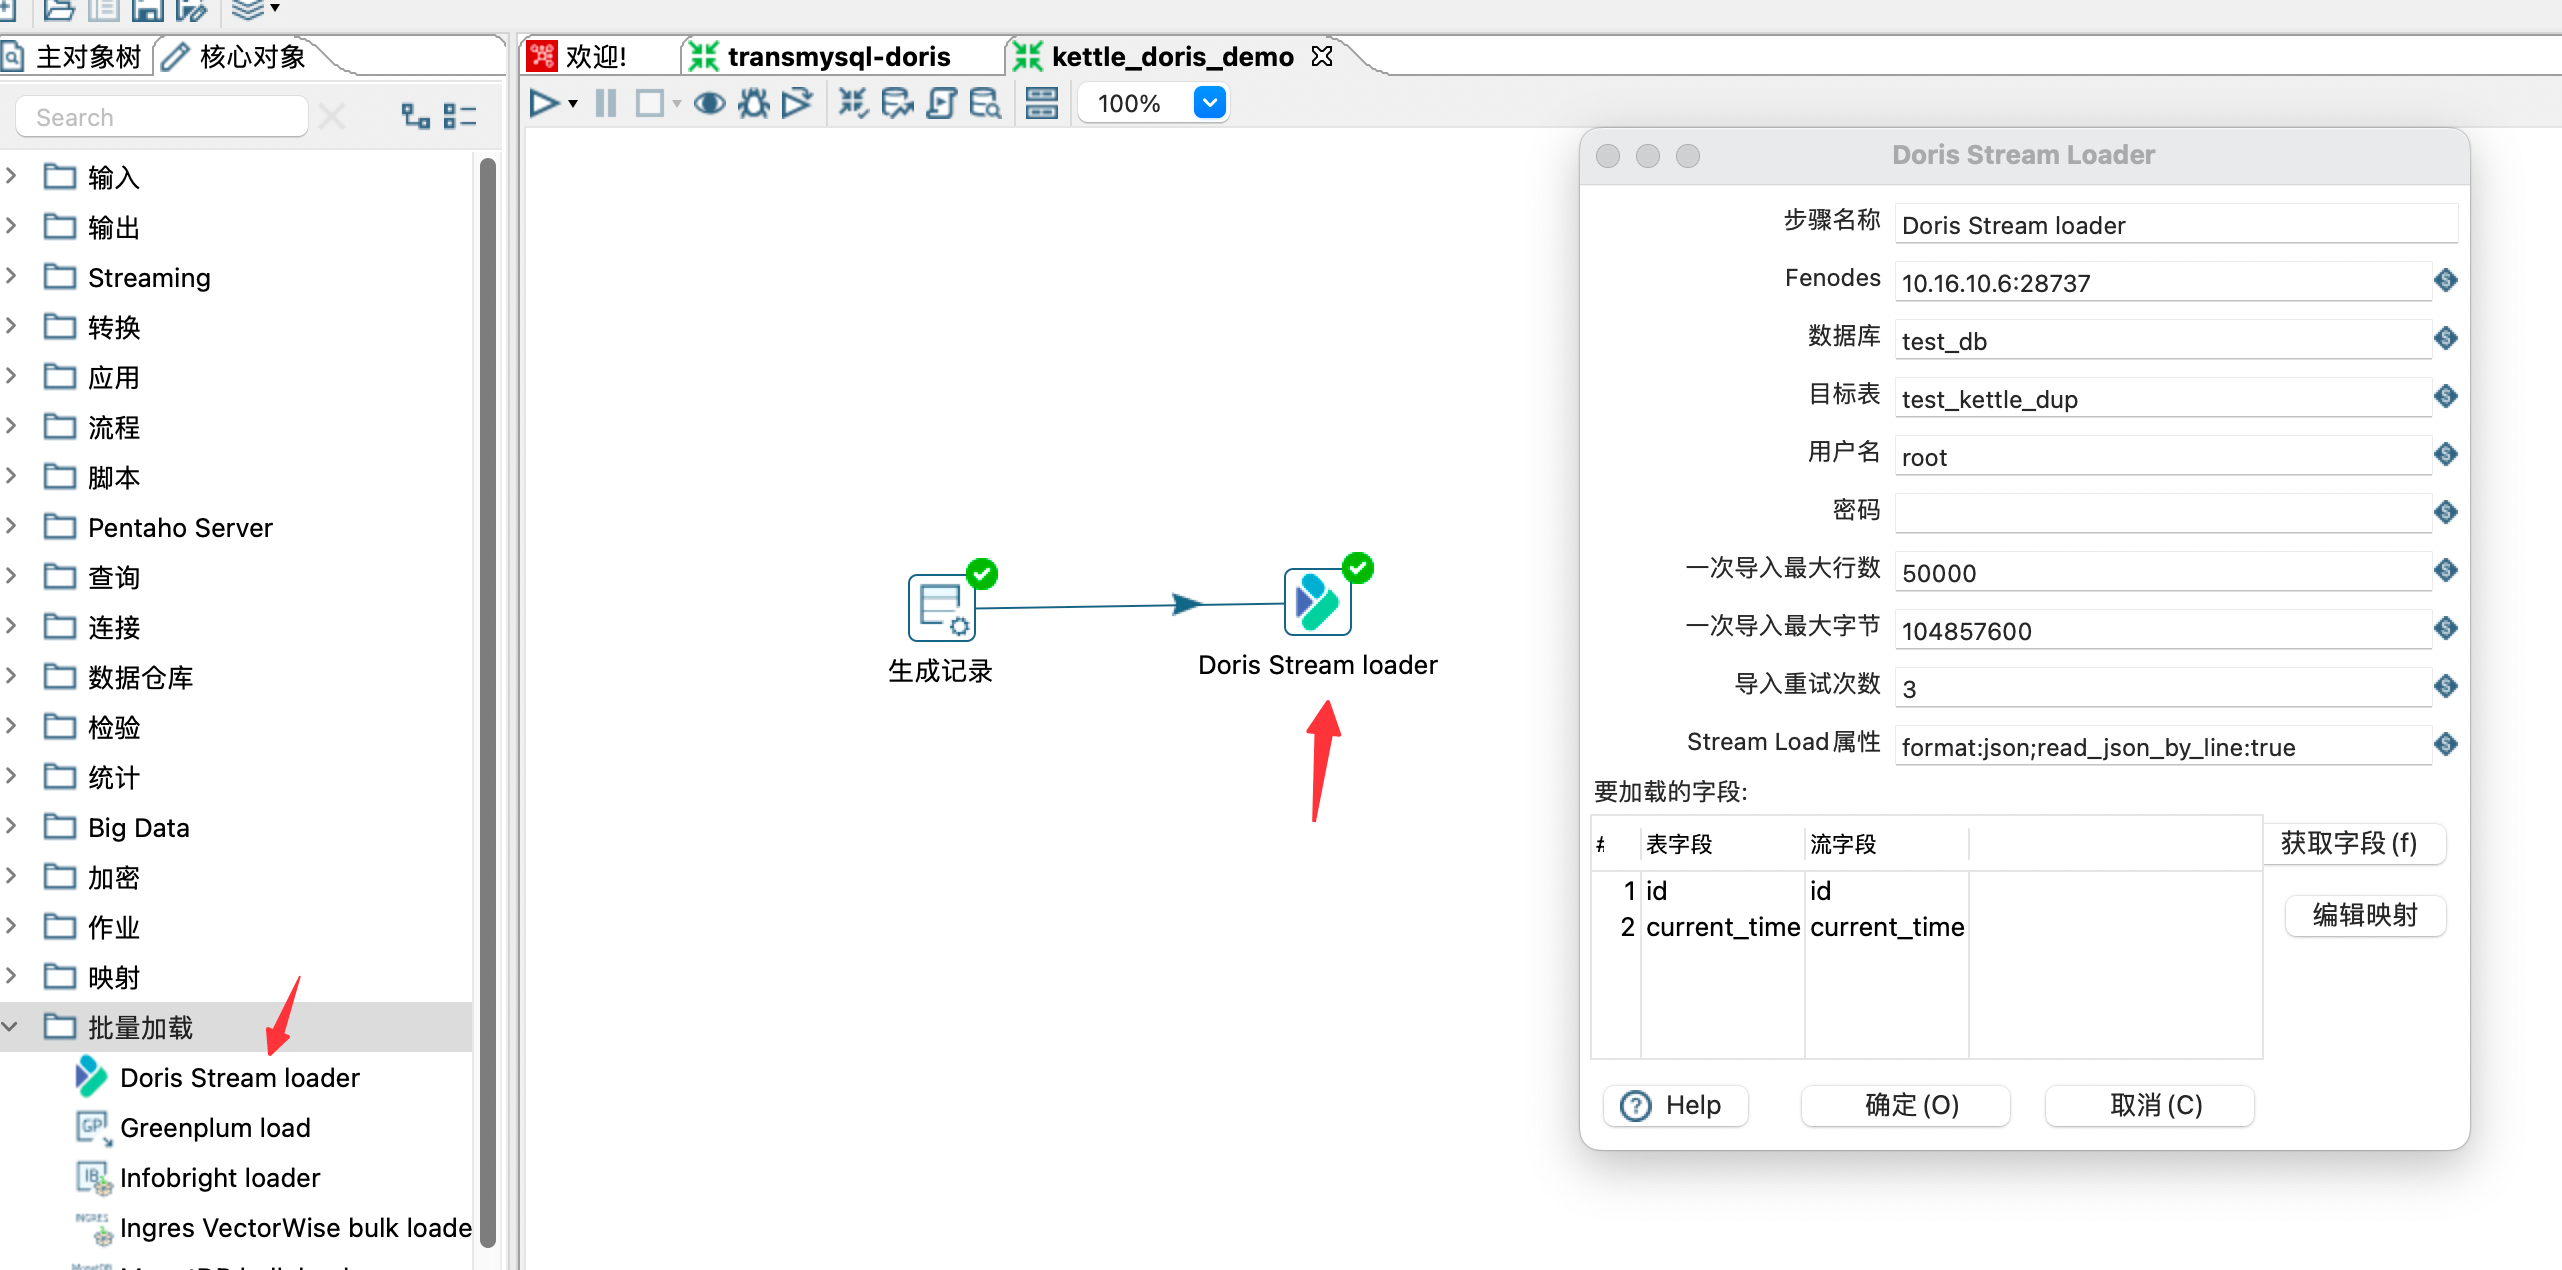 主对象树
核心对象
欢迎!
transmysql-doris
kettle_doris_demo
Search
100%
输入
输出
Streaming
转换
应用
流程
脚本
Pentaho Server
查询
连接
数据仓库
检验
统计
Big Data
加密
作业
映射
批量加载
Doris Stream loader
GP
Greenplum load
IB
Infobright loader
INGRES
Ingres VectorWise bulk loade
生成记录
Doris Stream loader
Doris Stream Loader
步骤名称 Doris Stream loader
Fenodes 10.16.10.6:28737
数据库 test_db
目标表 test_kettle_dup
用户名 root
密码
一次导入最大行数 50000
一次导入最大字节 104857600
导入重试次数 3
Stream Load属性 format:json;read_json_by_line:true
要加载的字段:
# 表字段 流字段
获取字段(f)
1 id id
2 current_time current_time
编辑映射
Help
确定(O)
取消(C)